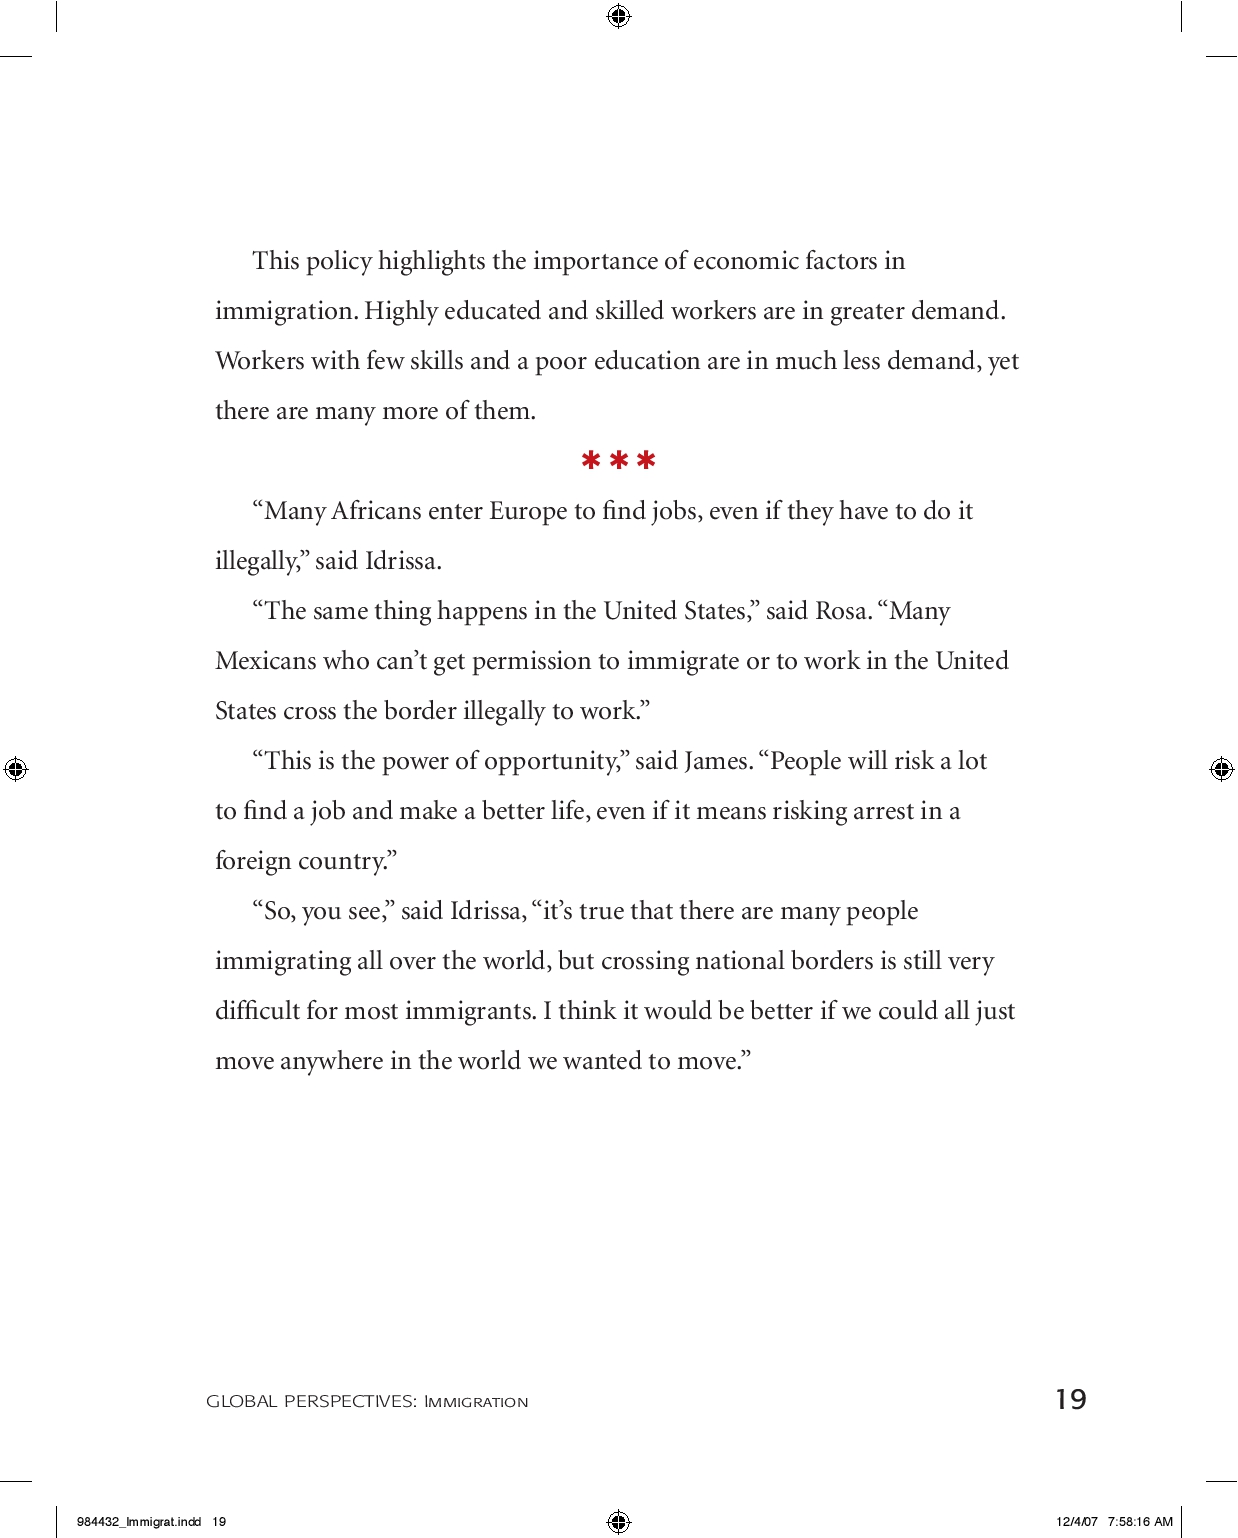 This policy highlights the importance of economic factors in
immigration. Highly educated and skilled workers are in greater demand.
Workers with few skills and a poor education are in much less demand, yet
there are many more of them.
***
“Many Africans enter Europe to find jobs, even if they have to do it
illegally,” said Idrissa.
“The same thing happens in the United States,” said Rosa. “Many
Mexicans who can’t get permission to immigrate or to work in the United
States cross the border illegally to work.”
“This is the power of opportunity,” said James. “People will risk a lot
to find a job and make a better life, even if it means risking arrest in a
foreign country.”
“So, you see,” said Idrissa, “it’s true that there are many people
immigrating all over the world, but crossing national borders is still very
difficult for most immigrants. I think it would be better if we could all just
move anywhere in the world we wanted to move.”
GLOBAL PERSPECTIVES: Immigration 19
984432_Immigrat.indd 19 12/4/07 7:58:16 AM